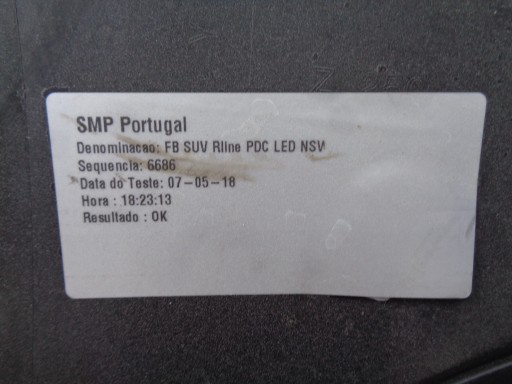 SMP Portugal
Denominacao: FB SUV Rline PDC LED NSW
Sequencia: 6686
Data do Teste: 07-05-18
Hora : 18:23:13
Resultado : OK